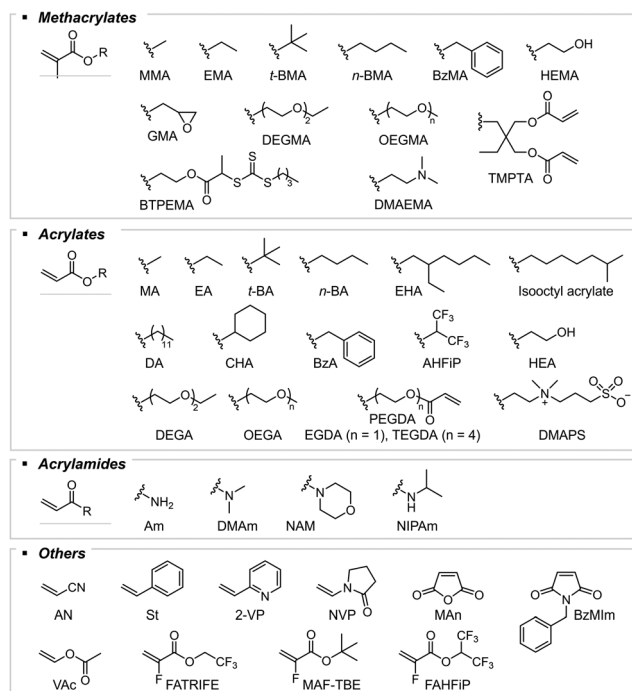 ▪ Methacrylates
O
O R
MMA EMA t-BMA n-BMA BzMA HEMA
OH
O
GMA
( O ) 2
DEGMA
( O ) n
OEGMA
O O
O O
TMPTA
O O S S S ( ) 3
BTPEMA
N
DMAEMA
▪ Acrylates
O
O R
MA EA t-BA n-BA EHA Isooctyl acrylate
( ) 11
DA
CHA
BzA
CF3
CF3
AHFiP
OH
HEA
( O ) 2
DEGA
( O ) n
OEGA
( O ) n
PEGDA O
EGDA (n = 1), TEGDA (n = 4)
N + O O S O−
DMAPS
▪ Acrylamides
O
R
NH2
Am
N
DMAm
N
O
NAM
N
H
NIPAm
▪ Others
CN
AN
St
N
2-VP
N
O
NVP
O O O
MAn
O N O
BzMIm
O
O
VAc
O
O CF3
F
FATRIFE
O
O
F
MAF-TBE
O CF3
O CF3
F
FAHFiP